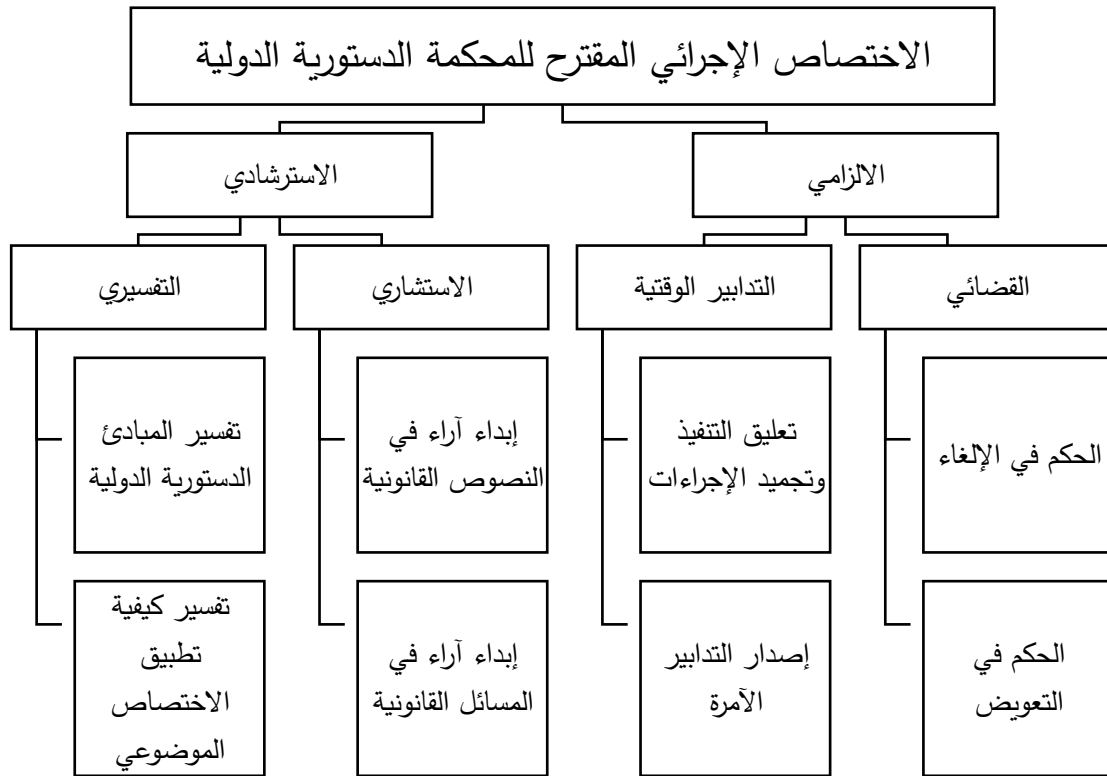 الاختصاص الإجرائي المقترح للمحكمة الدستورية الدولية
الالزامي
الاسترشادي
القضائي
التدابير الوقتية
الاستشاري
التفسيري
الحكم في الإلغاء
تعليق التنفيذ
وتجميد الإجراءات
إبداء آراء في
النصوص القانونية
تفسير المبادئ
الدستورية الدولية
الحكم في
التعويض
إصدار التدابير
الآمرة
إبداء آراء في
المسائل القانونية
تفسير كيفية
تطبيق
الاختصاص
الموضوعي